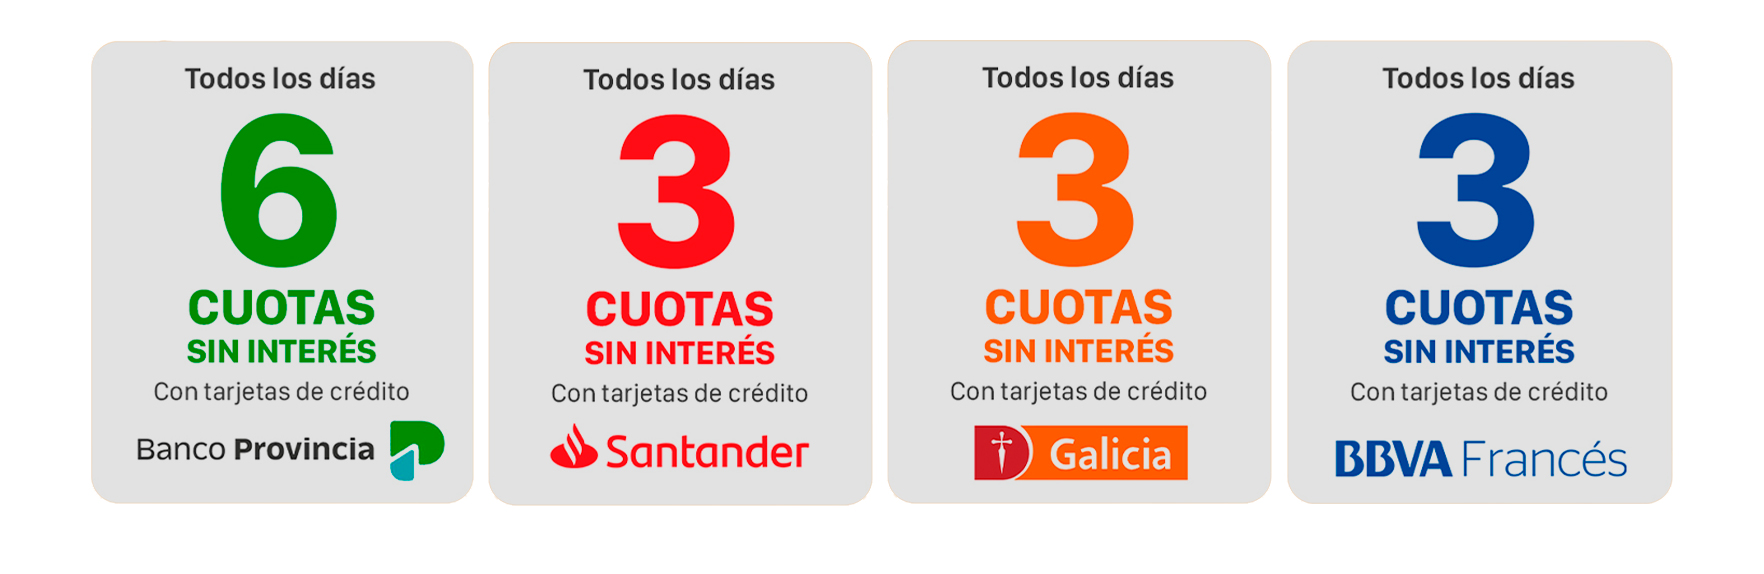 Todos los días
6
CUOTAS
SIN INTERÉS
Con tarjetas de crédito
Banco Provincia
Todos los días
3
CUOTAS
SIN INTERÉS
Con tarjetas de crédito
Santander
Todos los días
3
CUOTAS
SIN INTERÉS
Con tarjetas de crédito
Galicia
Todos los días
3
CUOTAS
SIN INTERÉS
Con tarjetas de crédito
BBVA Francés